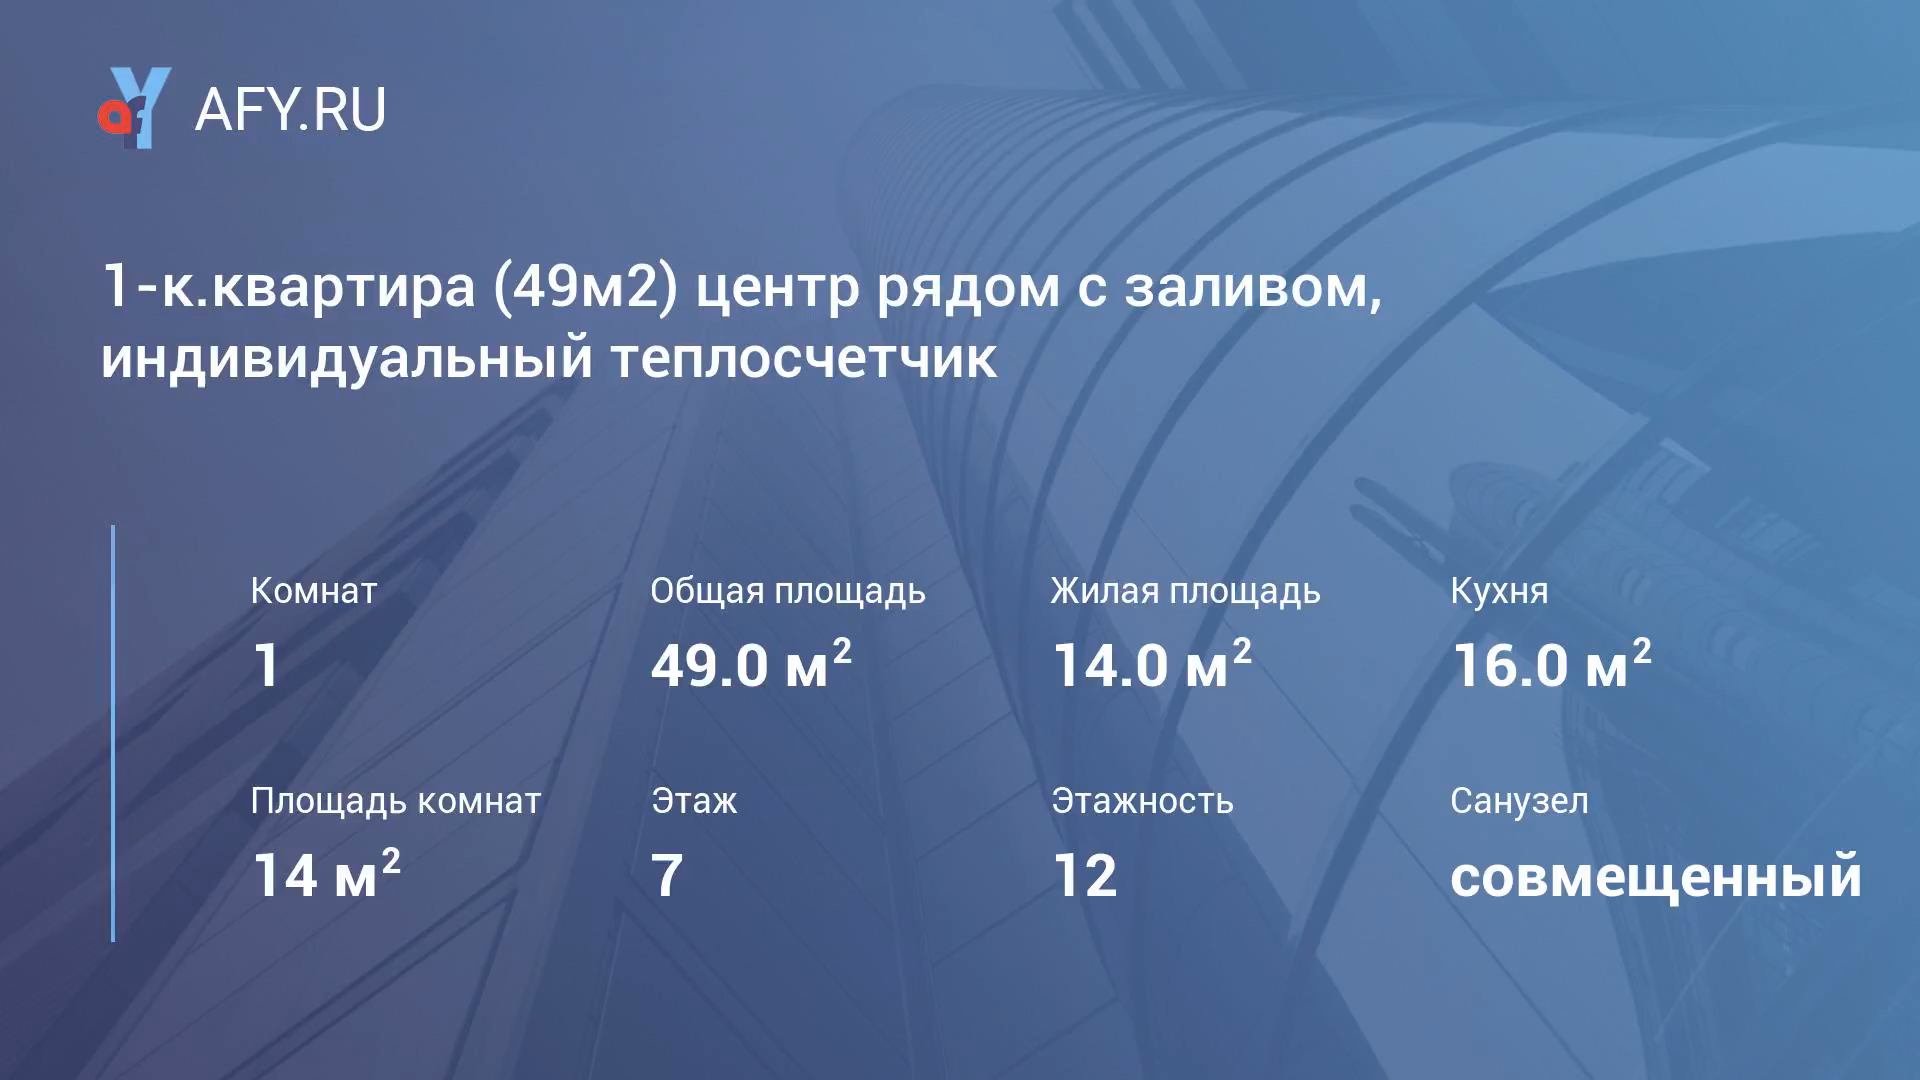 аfy AFY.RU
1-к.квартира (49м2) центр рядом с заливом,
индивидуальный теплосчетчик
Комнат
1
Общая площадь
49.0 м²
Жилая площадь
14.0 м²
Кухня
16.0 м²
Площадь комнат
14 м²
Этаж
7
Этажность
12
Санузел
совмещенный